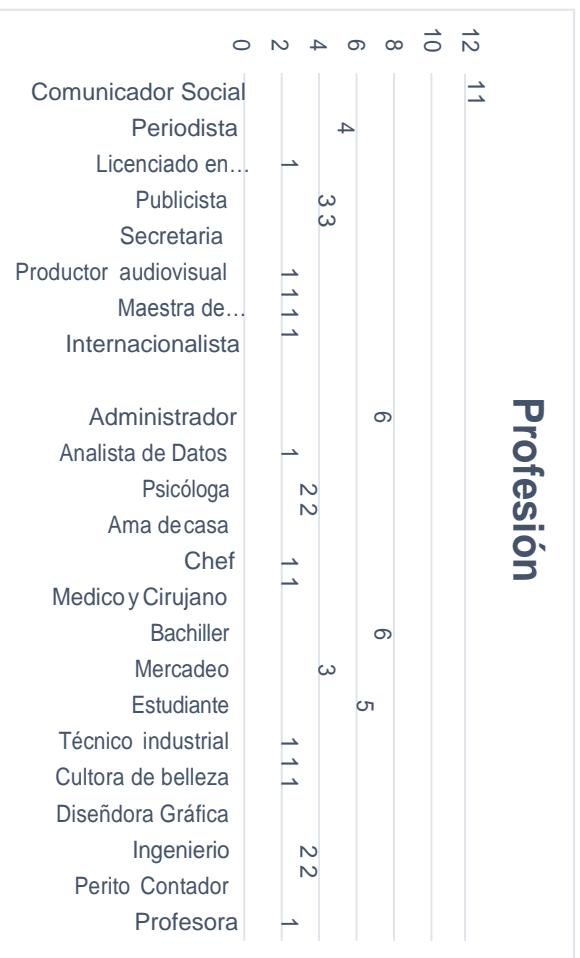 Profesión
12
10
8
6
4
2
0
Comunicador Social 11
Periodista 4
Licenciado en… 1
Publicista 3
Secretaria 3
Productor audiovisual 1
1
Maestra de… 1
Internacionalista 1
Administrador 6
Analista de Datos 1
Psicóloga 2
Ama de casa 2
Chef 1
Medico y Cirujano 1
Bachiller 6
Mercadeo 3
Estudiante 5
Técnico industrial 1
1
Cultora de belleza 1
Diseñdora Gráfica
Ingenierio 2
Perito Contador 2
Profesora 1